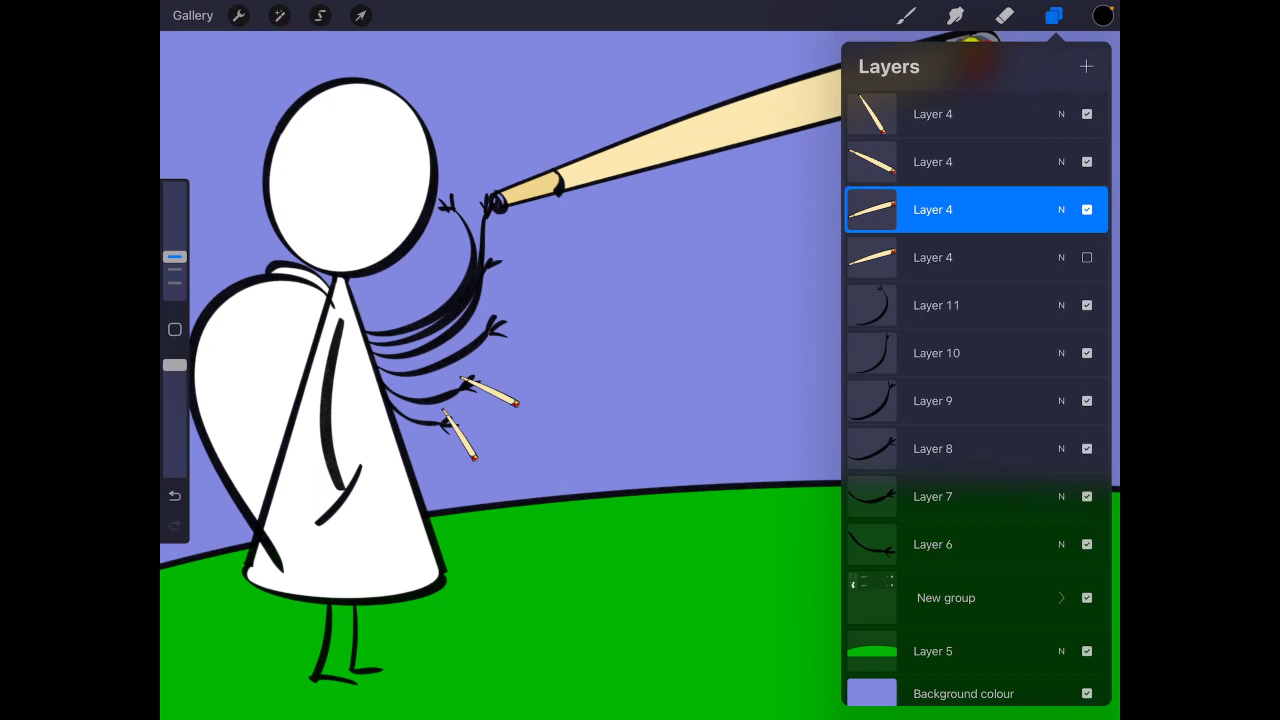 Gallery
Layers
Layer 4 N
Layer 4 N
Layer 4 N
Layer 4 N
Layer 11 N
Layer 10 N
Layer 9 N
Layer 8 N
Layer 7 N
Layer 6 N
New group
Layer 5 N
Background colour